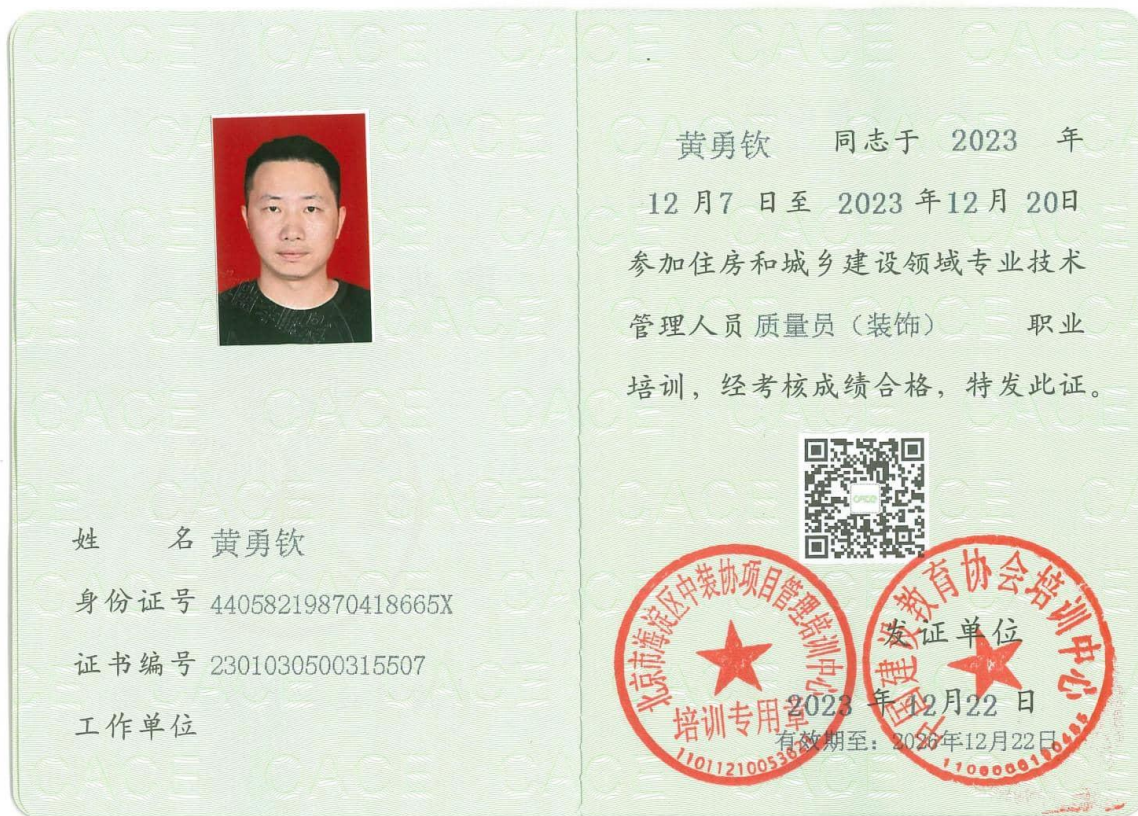 姓 名 黄勇钦
身份证号 44058219870418665X
证书编号 2301030500315507
工作单位
黄勇钦 同志于 2023 年
12 月 7 日至 2023 年 12 月 20日
参加住房和城乡建设领域专业技术
管理人员 质量员（装饰） 职业
培训，经考核成绩合格，特发此证。
CACE
北京市海淀区中装协项目管理培训中心
培训专用章
中国建设教育协会培训中心
发证单位
2023 年 12月22 日
有效期至：2026年12月22日